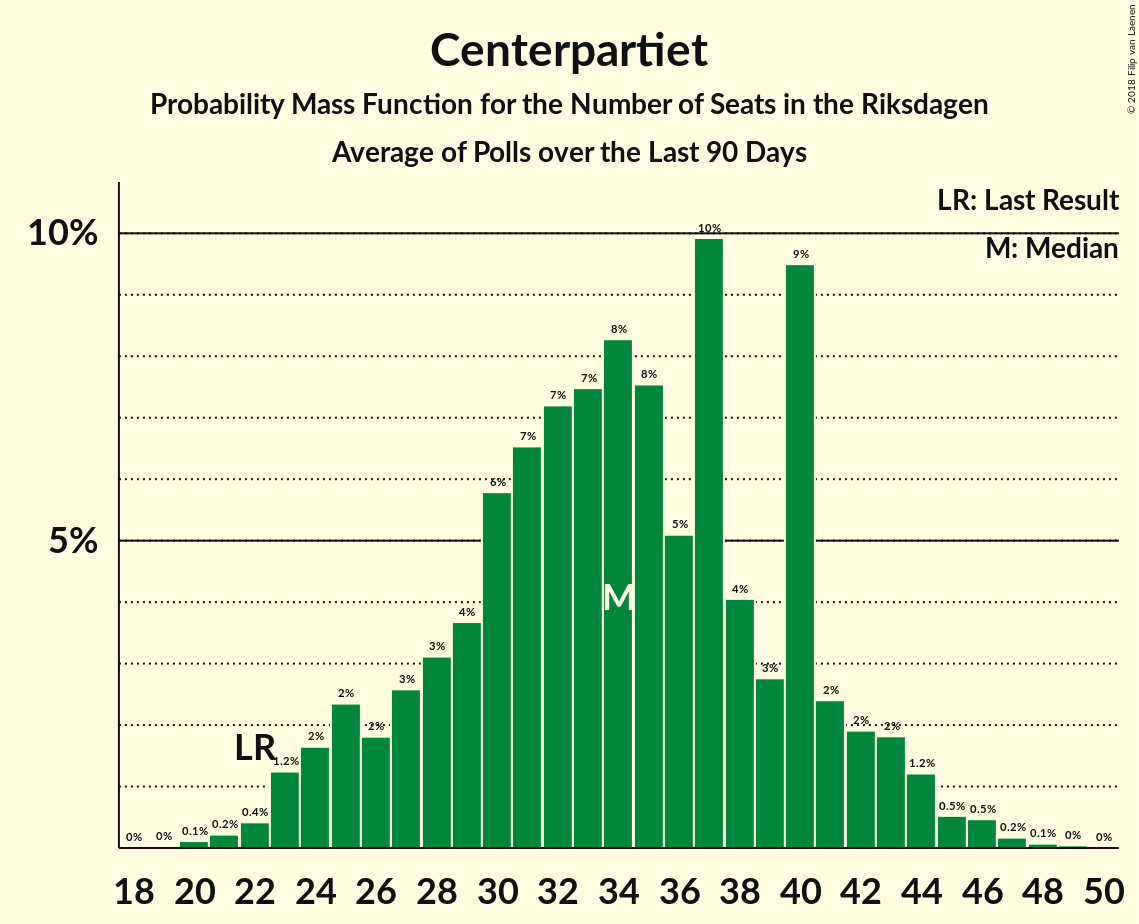 Centerpartiet
Probability Mass Function for the Number of Seats in the Riksdagen
Average of Polls over the Last 90 Days
© 2018 Filip van Laenen
LR: Last Result
M: Median
10%
5%
0% 0% 0.1% 0.2% 0.4% 1.2% 2% 2% 2% 3% 3% 4% 6% 7% 7% 7% 8% 8% 5% 10% 4% 3% 9% 2% 2% 2% 1.2% 0.5% 0.5% 0.2% 0.1% 0% 0%
LR
M
18 20 22 24 26 28 30 32 34 36 38 40 42 44 46 48 50